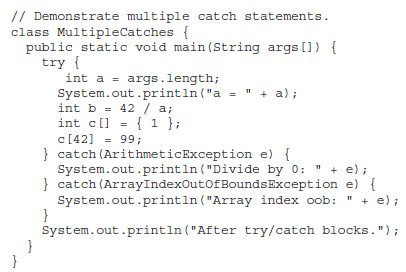 // Demonstrate multiple catch statements.
class MultipleCatches {
  public static void main(String args[]) {
    try {
       int a = args.length;
      System.out.println("a = " + a);
      int b = 42 / a;
      int c[] = { 1 };
      c[42] = 99;
    } catch(ArithmeticException e) {
      System.out.println("Divide by 0: " + e);
    } catch(ArrayIndexOutOfBoundsException e) {
      System.out.println("Array index oob: " + e);
    }
    System.out.println("After try/catch blocks.");
  }
}